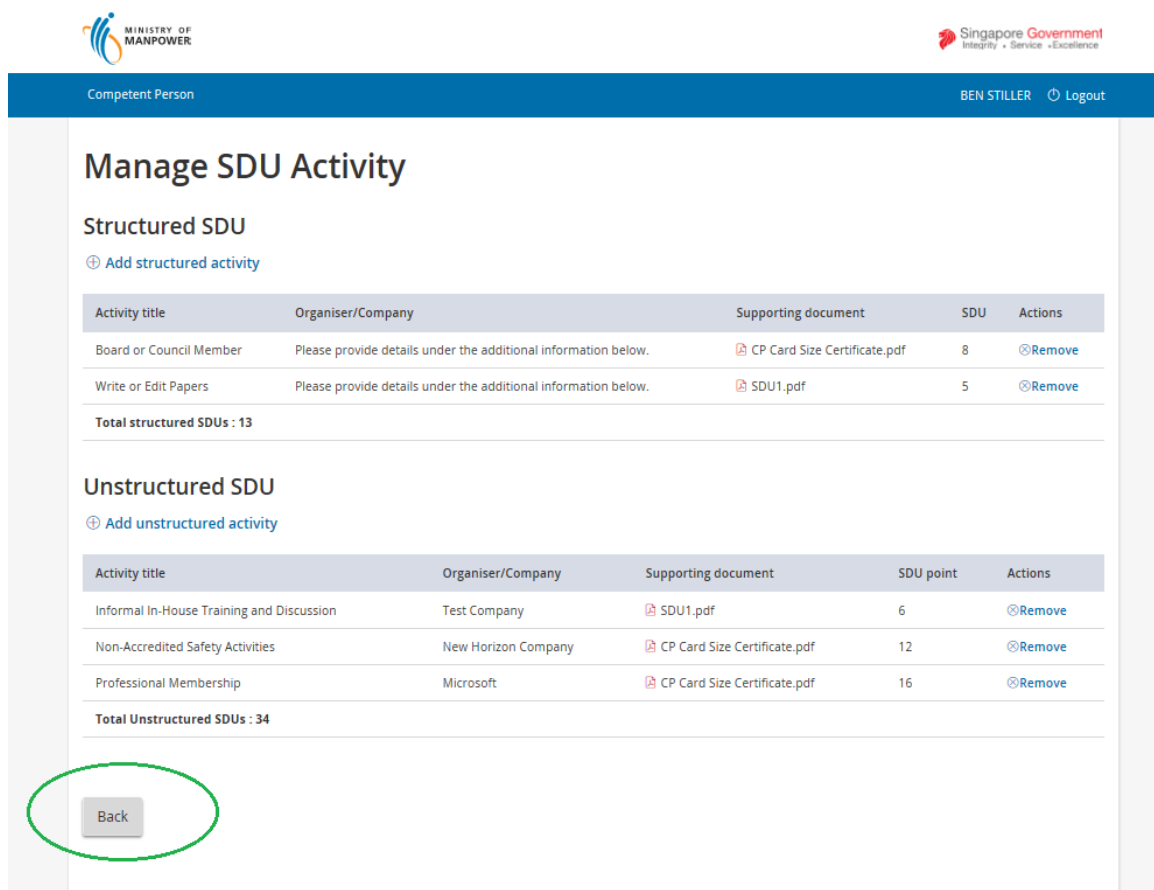 MINISTRY OF
MANPOWER
Singapore Government
Integrity • Service • Excellence
Competent Person BEN STILLER Logout
Manage SDU Activity
Structured SDU
Add structured activity
Activity title Organiser/Company Supporting document SDU Actions
Board or Council Member Please provide details under the additional information below. CP Card Size Certificate.pdf 8 Remove
Write or Edit Papers Please provide details under the additional information below. SDU1.pdf 5 Remove
Total structured SDUs : 13
Unstructured SDU
Add unstructured activity
Activity title Organiser/Company Supporting document SDU point Actions
Informal In-House Training and Discussion Test Company SDU1.pdf 6 Remove
Non-Accredited Safety Activities New Horizon Company CP Card Size Certificate.pdf 12 Remove
Professional Membership Microsoft CP Card Size Certificate.pdf 16 Remove
Total Unstructured SDUs : 34
Back